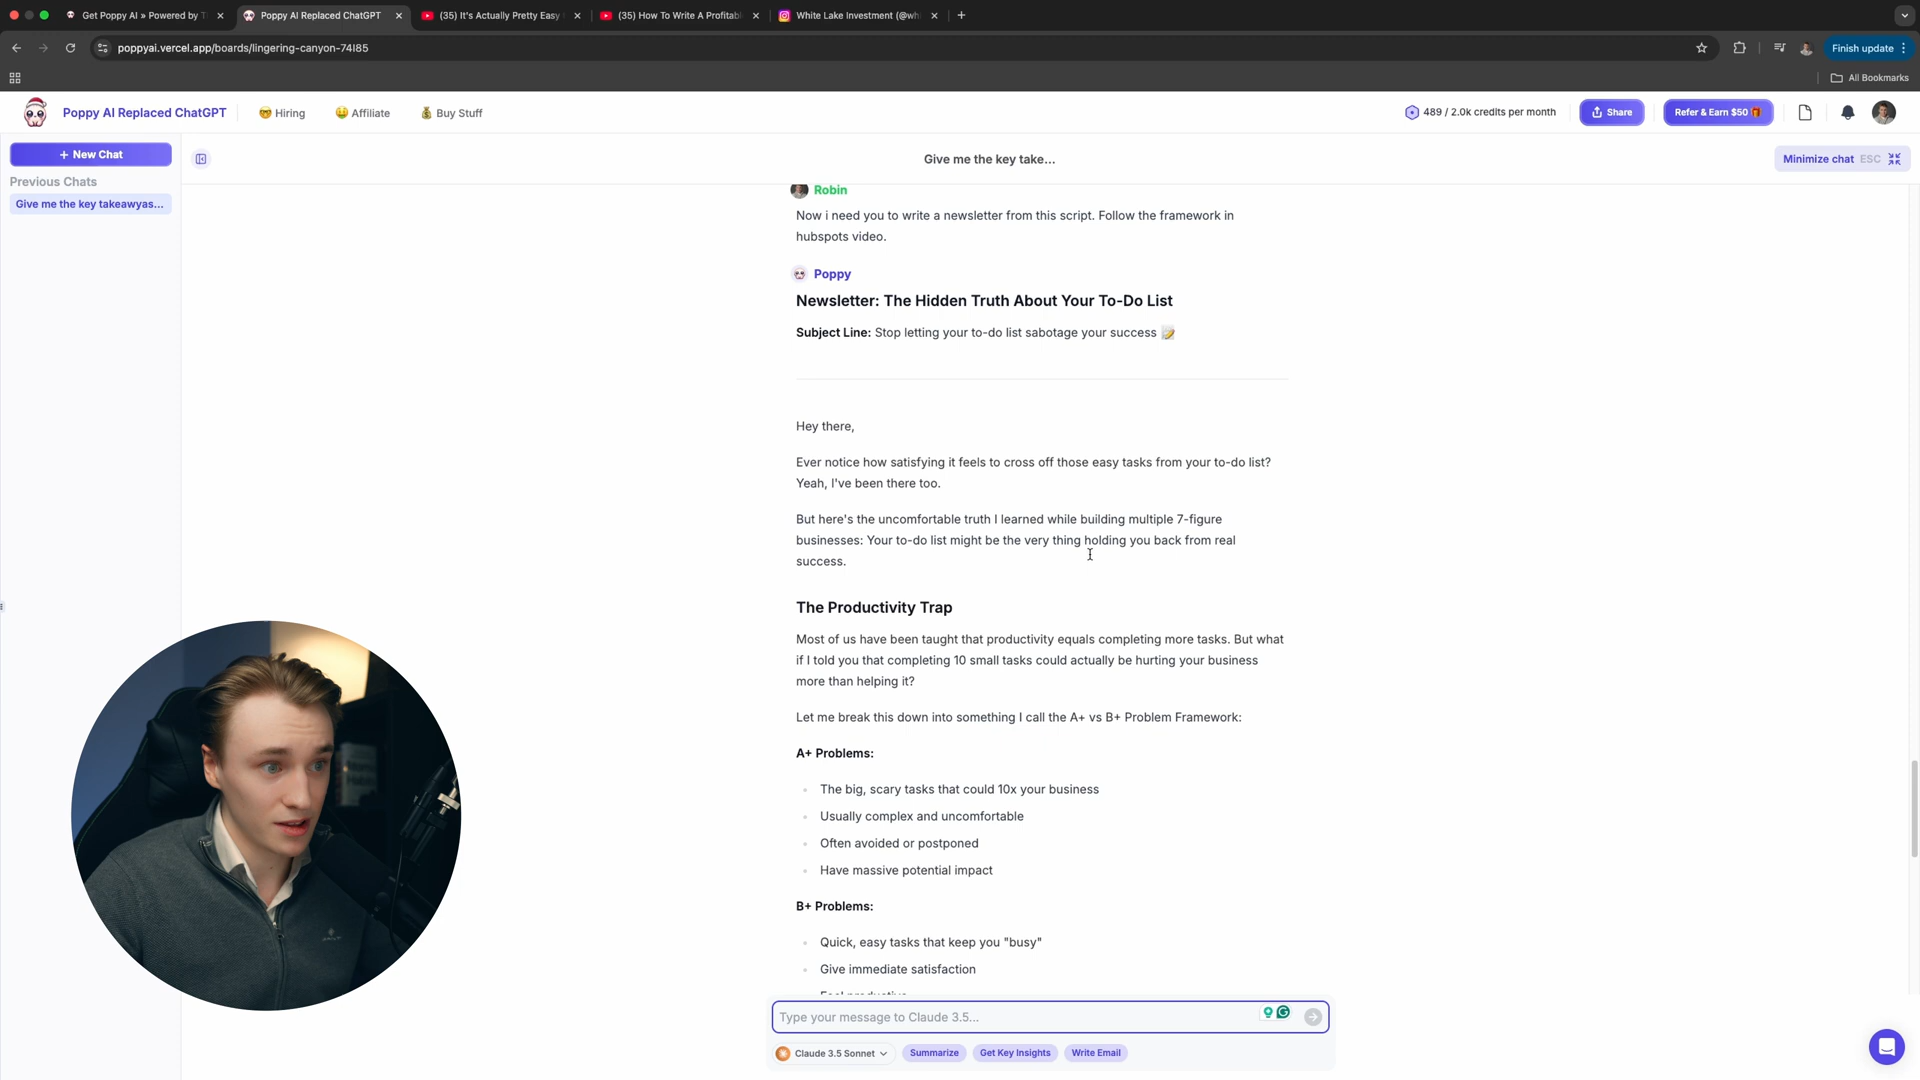 Get Poppy AI » Powered by T
Poppy AI Replaced ChatGPT
(35) It's Actually Pretty Easy
(35) How To Write A Profitab
White Lake Investment (@wh
poppyai.vercel.app/boards/lingering-canyon-74I85
Finish update
All Bookmarks
Poppy AI Replaced ChatGPT
🤓 Hiring
🤑 Affiliate
💰 Buy Stuff
489 / 2.0k credits per month
Share
Refer & Earn $50 🎁
+ New Chat
Give me the key take...
Minimize chat ESC
Previous Chats
Give me the key takeawyas...
Robin
Now i need you to write a newsletter from this script. Follow the framework in
hubspots video.
Poppy
Newsletter: The Hidden Truth About Your To-Do List
Subject Line: Stop letting your to-do list sabotage your success 📝
Hey there,
Ever notice how satisfying it feels to cross off those easy tasks from your to-do list?
Yeah, I've been there too.
But here's the uncomfortable truth I learned while building multiple 7-figure
businesses: Your to-do list might be the very thing holding you back from real
success.
The Productivity Trap
Most of us have been taught that productivity equals completing more tasks. But what
if I told you that completing 10 small tasks could actually be hurting your business
more than helping it?
Let me break this down into something I call the A+ vs B+ Problem Framework:
A+ Problems:
The big, scary tasks that could 10x your business
Usually complex and uncomfortable
Often avoided or postponed
Have massive potential impact
B+ Problems:
Quick, easy tasks that keep you "busy"
Give immediate satisfaction
Type your message to Claude 3.5...
Claude 3.5 Sonnet
Summarize
Get Key Insights
Write Email